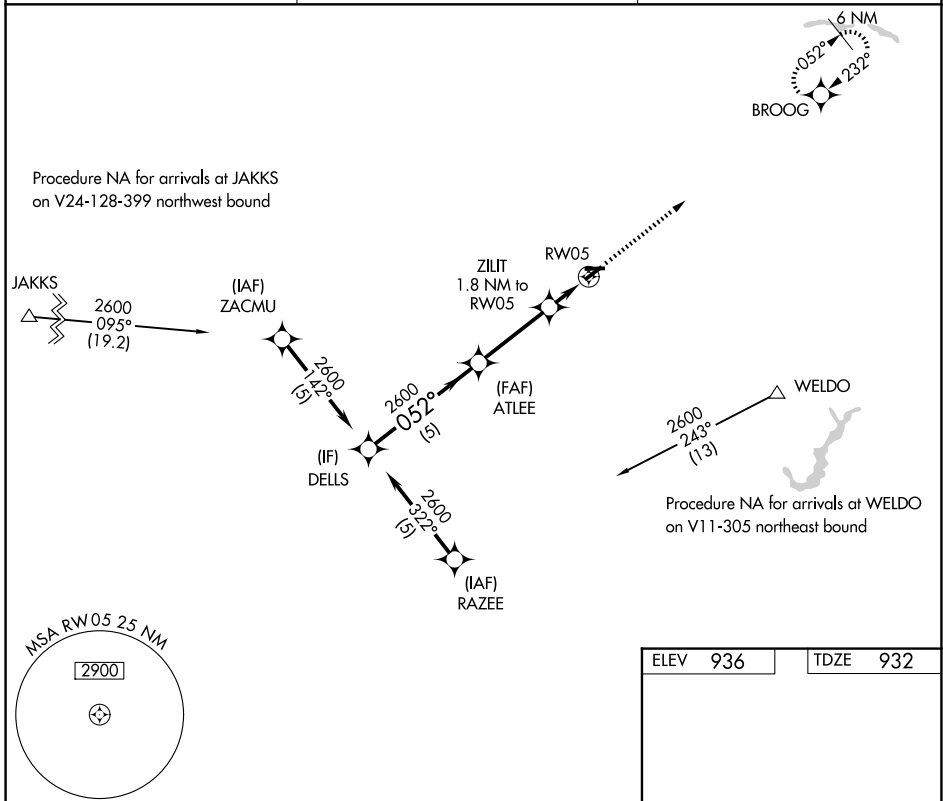 6 NM
052°
232°
BROOG
Procedure NA for arrivals at JAKKS
on V24-128-399 northwest bound
JAKKS
2600
095°
(19.2)
(IAF)
ZACMU
2600
142°
(5)
ZILIT
1.8 NM to
RW05
RW05
2600
052°
(5)
(FAF)
ATLEE
(IF)
DELLS
WELDO
2600
243°
(13)
Procedure NA for arrivals at WELDO
on V11-305 northeast bound
2600
322°
(5)
(IAF)
RAZEE
MSA RW05 25 NM
2900
ELEV 936
TDZE 932